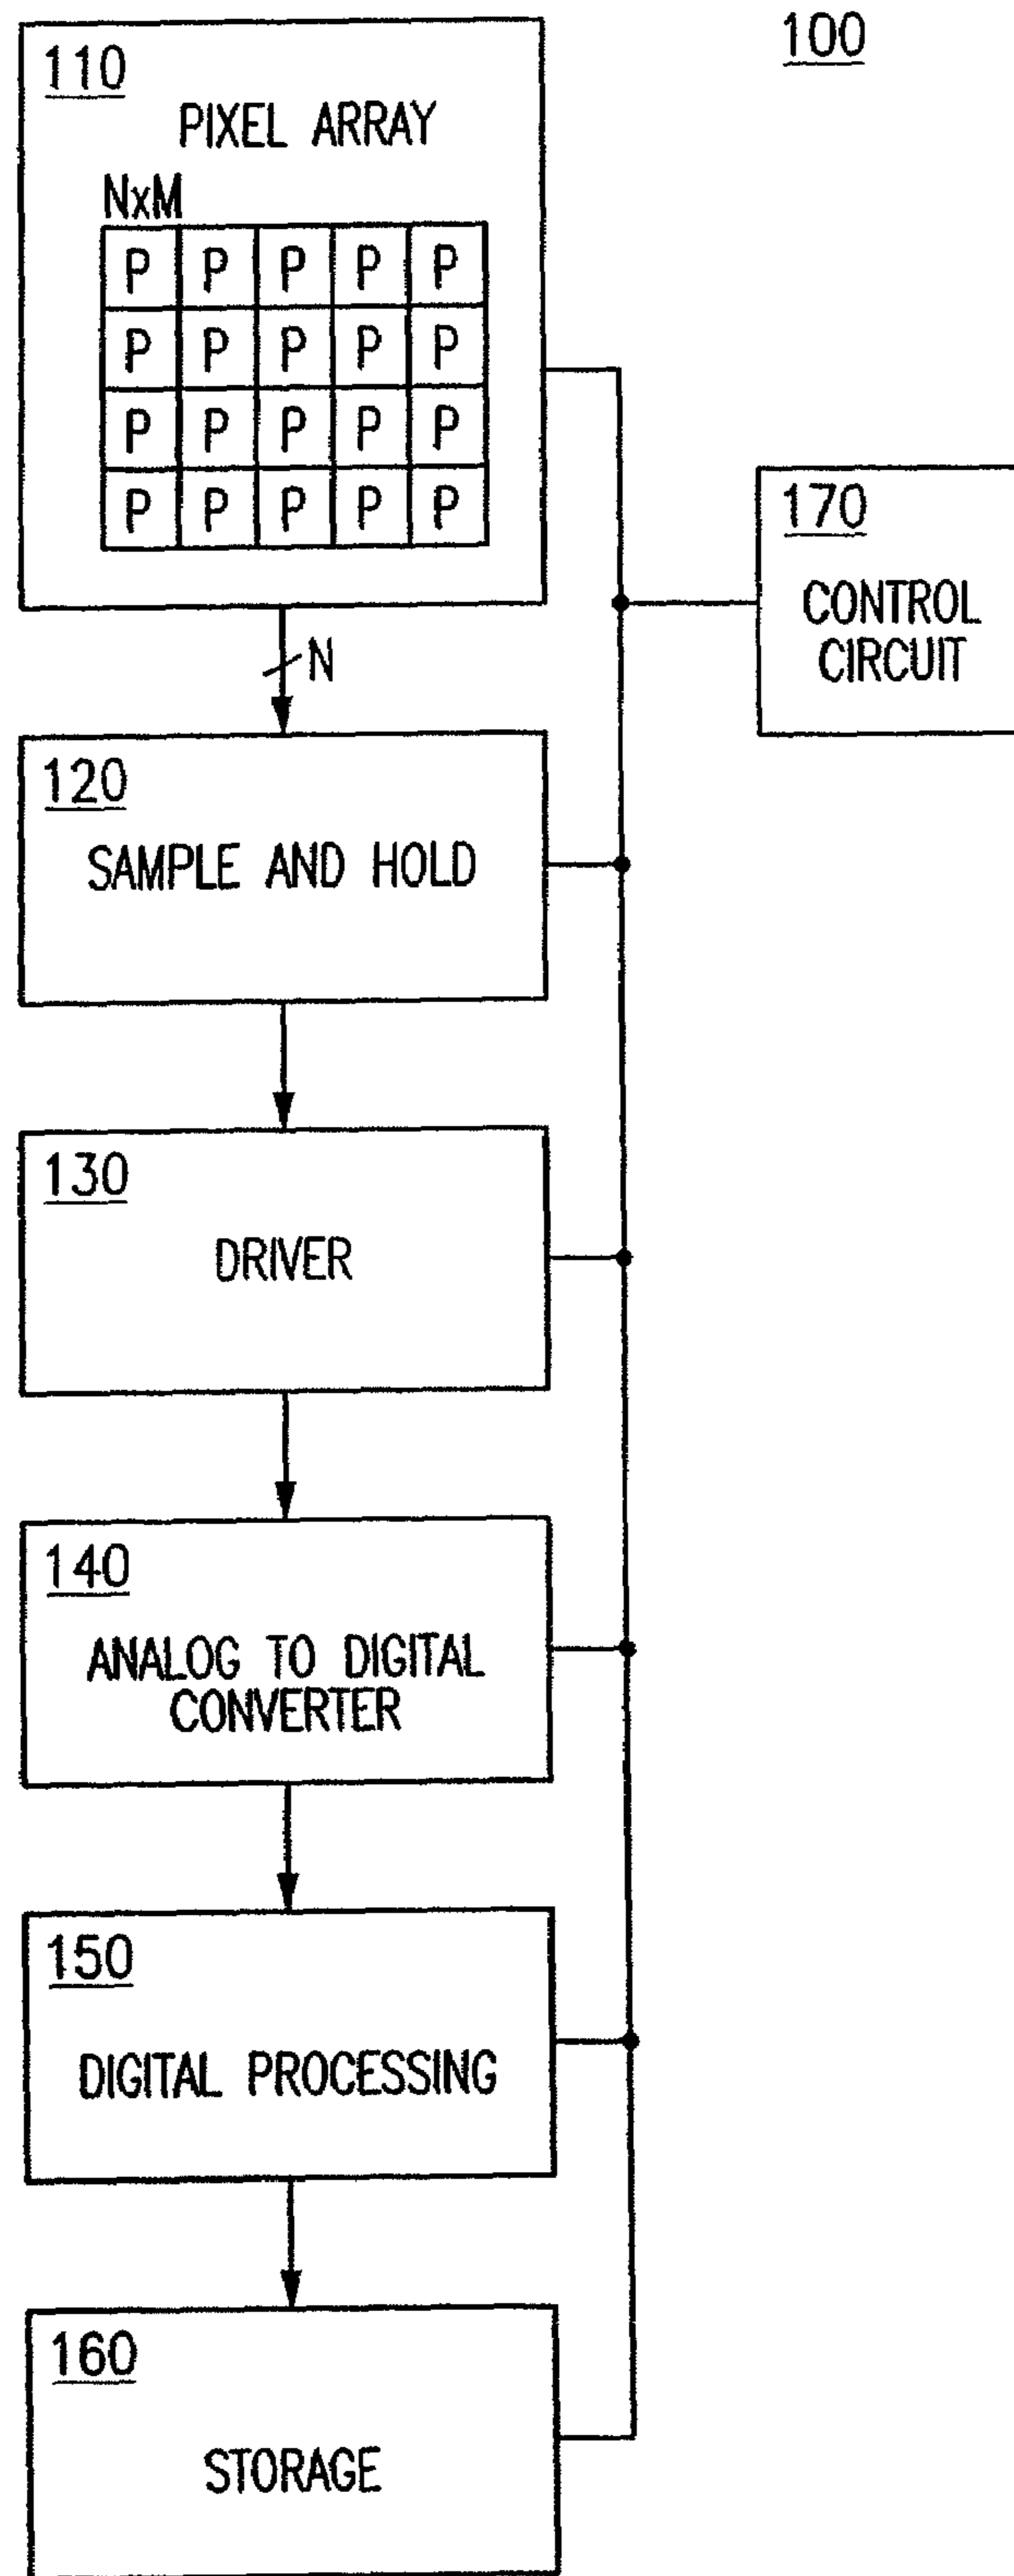 100
110
PIXEL ARRAY
NxM
P P P P P
P P P P P
P P P P P
P P P P P
N
170
CONTROL
CIRCUIT
120
SAMPLE AND HOLD
130
DRIVER
140
ANALOG TO DIGITAL
CONVERTER
150
DIGITAL PROCESSING
160
STORAGE